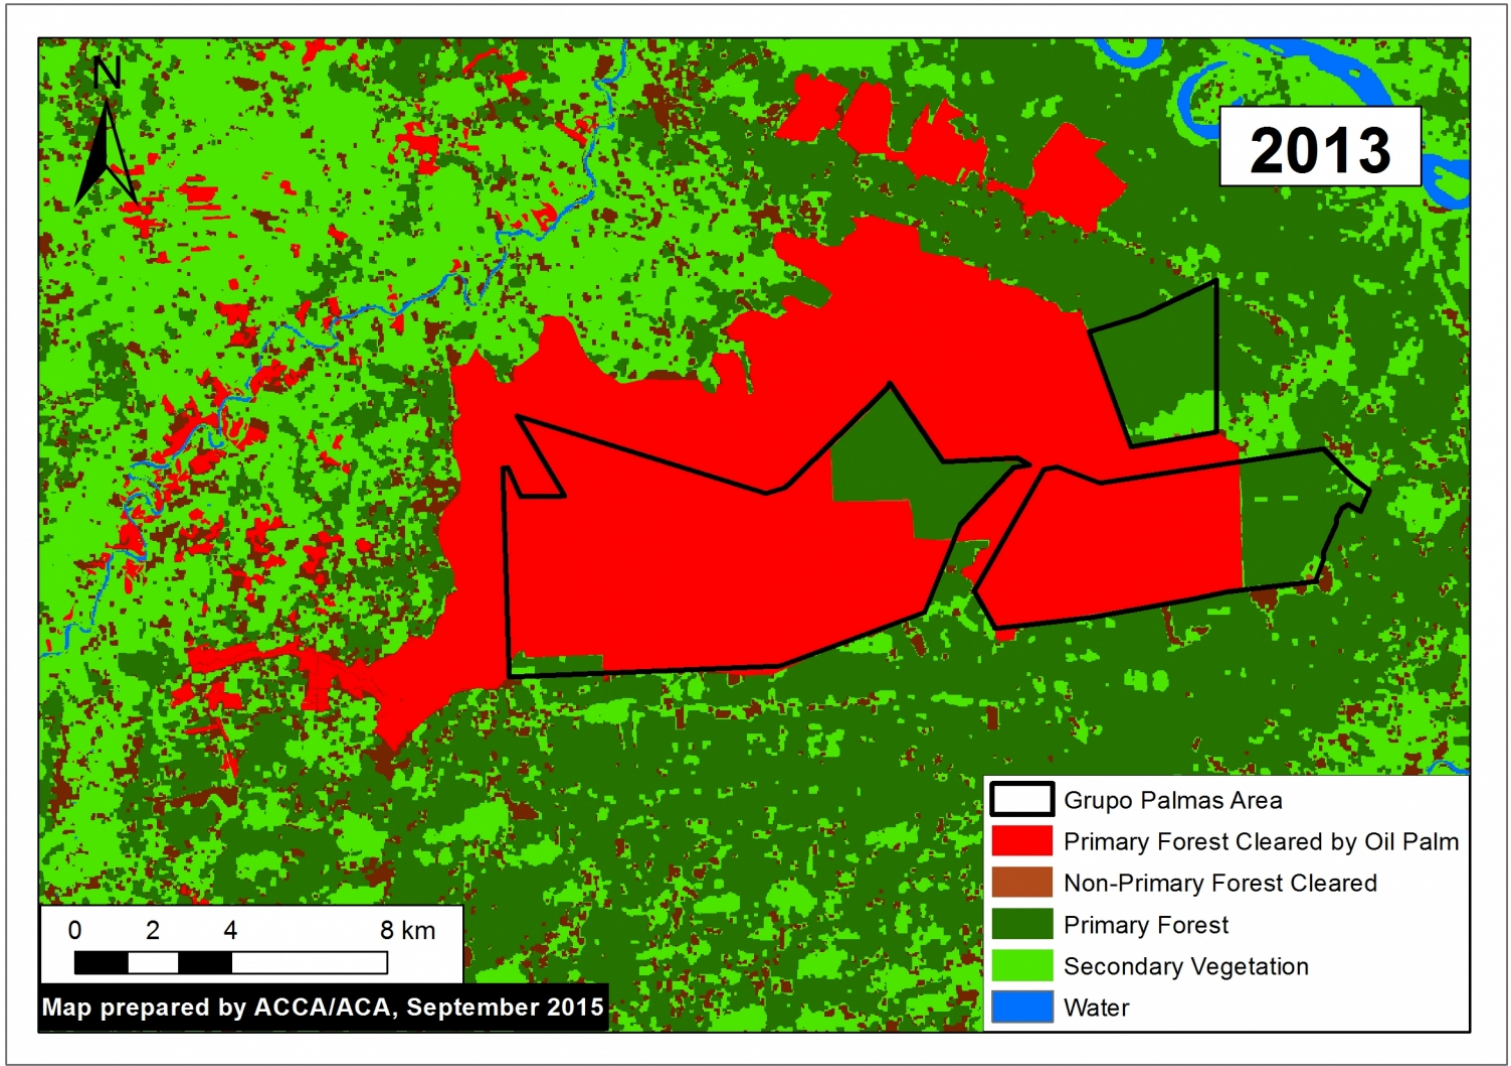 N
2013
Grupo Palmas Area
Primary Forest Cleared by Oil Palm
Non-Primary Forest Cleared
Primary Forest
Secondary Vegetation
Water
0 2 4 8 km
Map prepared by ACCA/ACA, September 2015